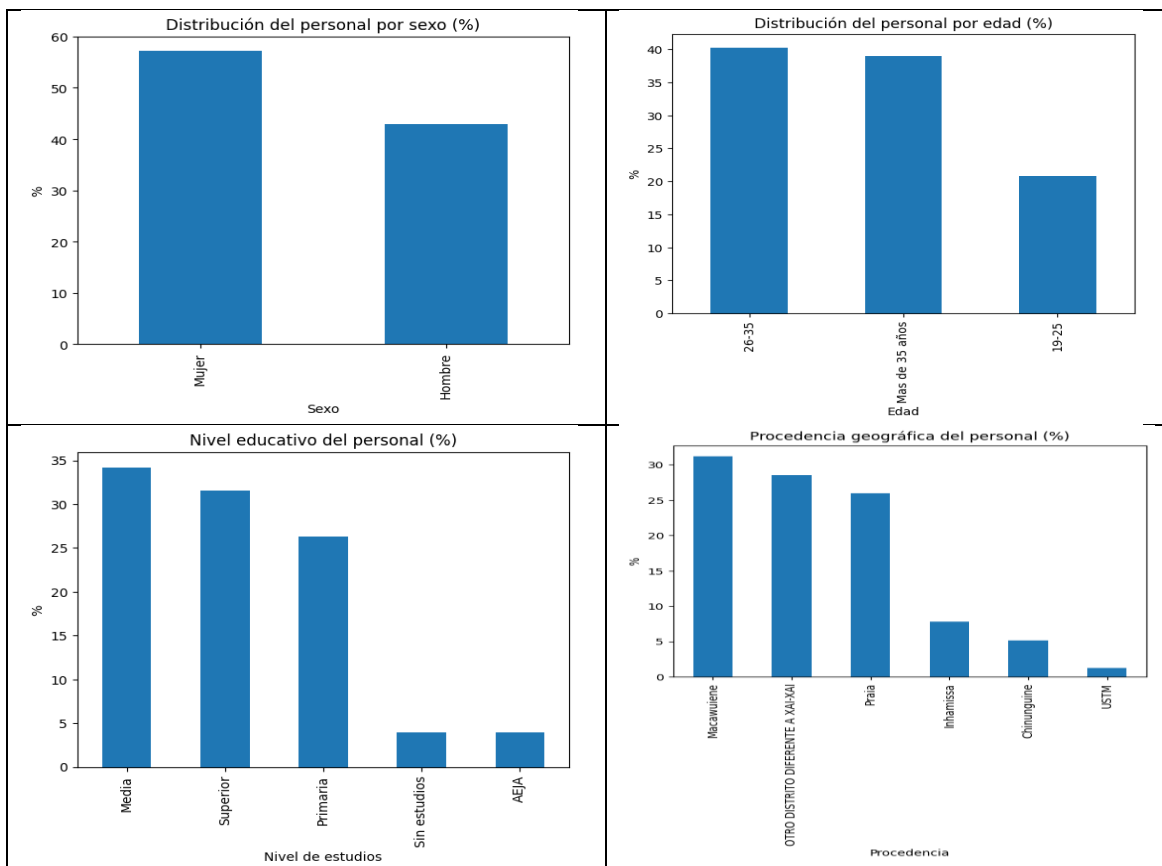 Distribución del personal por sexo (%)
60
50
40
30
20
10
0
%
Mujer
Hombre
Sexo
Distribución del personal por edad (%)
40
35
30
25
20
15
10
5
0
%
26-35
Mas de 35 años
19-25
Edad
Nivel educativo del personal (%)
35
30
25
20
15
10
5
0
%
Media
Superior
Primaria
Sin estudios
AEJA
Nivel de estudios
Procedencia geográfica del personal (%)
30
25
20
15
10
5
0
%
Macawuiene
OTRO DISTRITO DIFERENTE A XAI-XAI
Praia
Inhamissa
Chinunguine
USTM
Procedencia